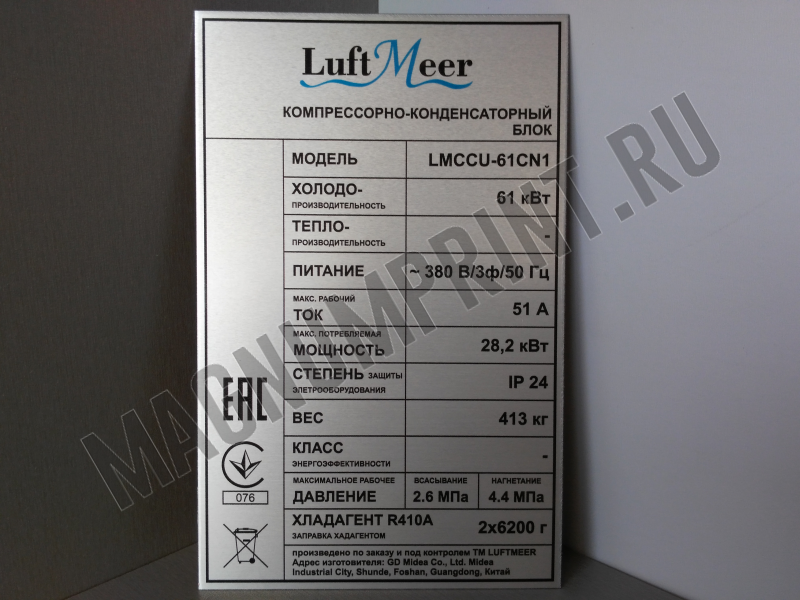 LuftMeer
КОМПРЕССОРНО-КОНДЕНСАТОРНЫЙ
БЛОК
МОДЕЛЬ LMCCU-61CN1
ХОЛОДО-
ПРОИЗВОДИТЕЛЬНОСТЬ 61 кВт
ТЕПЛО-
ПРОИЗВОДИТЕЛЬНОСТЬ -
ПИТАНИЕ ~ 380 В/3ф/50 Гц
МАКС. РАБОЧИЙ
ТОК 51 А
МАКС. ПОТРЕБЛЯЕМАЯ
МОЩНОСТЬ 28,2 кВт
СТЕПЕНЬ ЗАЩИТЫ
ЭЛЕТРООБОРУДОВАНИЯ IP 24
ЕАС
ВЕС 413 кг
КЛАСС
ЭНЕРГОЭФФЕКТИВНОСТИ -
МАКСИМАЛЬНОЕ РАБОЧЕЕ ВСАСЫВАНИЕ НАГНЕТАНИЕ
ДАВЛЕНИЕ 2.6 МПа 4.4 МПа
076
ХЛАДАГЕНТ R410A
ЗАПРАВКА ХАДАГЕНТОМ 2x6200 г
произведено по заказу и под контролем ТМ LUFTMEER
Адрес изготовителя: GD Midea Co., Ltd. Midea
Industrial City, Shunde, Foshan, Guangdong, Китай
MAGNUMPRINT.РУ